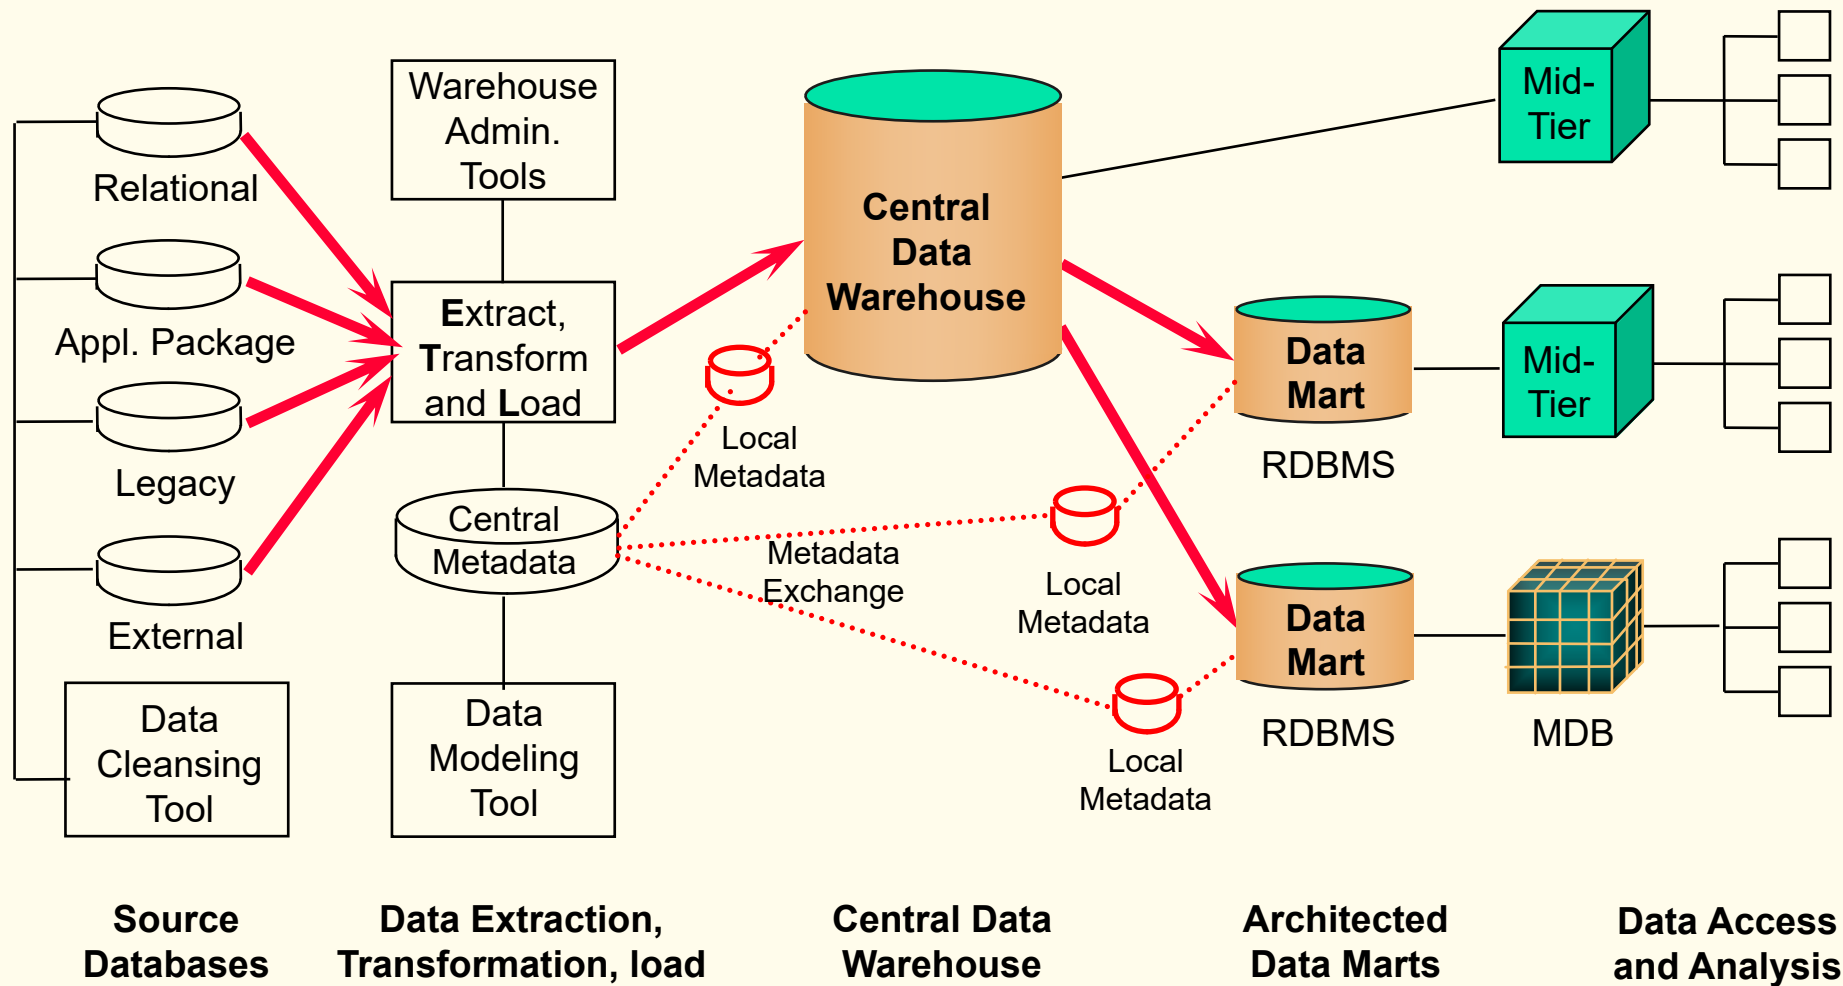 Relational
Appl. Package
Legacy
External
Data
Cleansing
Tool
Warehouse
Admin.
Tools
Extract,
Transform
and Load
Central
Metadata
Data
Modeling
Tool
Central
Data
Warehouse
Local
Metadata
Metadata
Exchange
Local
Metadata
Local
Metadata
Data
Mart
RDBMS
Data
Mart
RDBMS
Mid-
Tier
Mid-
Tier
MDB
Source
Databases
Data Extraction,
Transformation, load
Central Data
Warehouse
Architected
Data Marts
Data Access
and Analysis